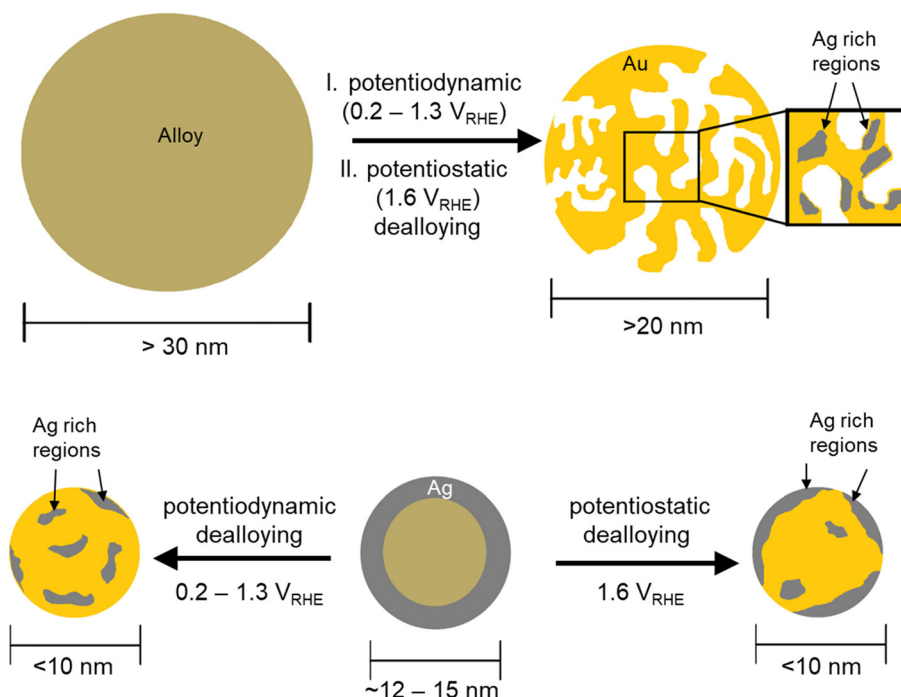 Alloy
> 30 nm
I. potentiodynamic
(0.2 – 1.3 VRHE)
II. potentiostatic
(1.6 VRHE)
dealloying
Au
>20 nm
Ag rich
regions
Ag rich
regions
<10 nm
potentiodynamic
dealloying
0.2 – 1.3 VRHE
Ag
~12 – 15 nm
potentiostatic
dealloying
1.6 VRHE
Ag rich
regions
<10 nm